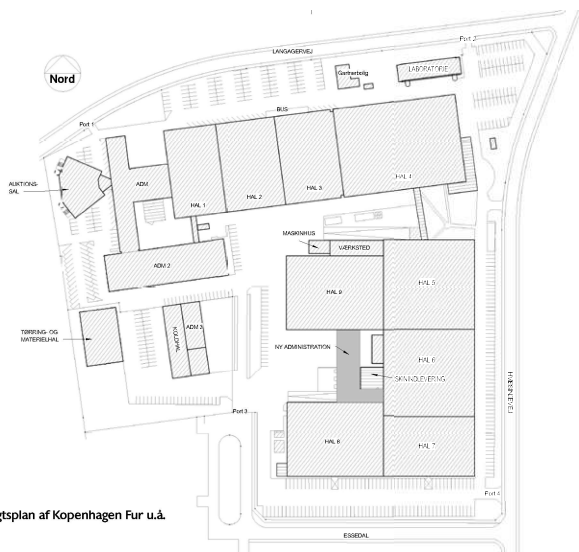 Port 2
LANGAGERVEJ
Nord
Gartnerbolig
LABORATORIE
BUS
Port 1
AUKTIONS-
SAL
ADM
HAL 1
HAL 2
HAL 3
HAL 4
MASKINHUS
VÆRKSTED
ADM 2
HAL 5
HAL 9
TØRRING- OG
MATERIELHAL
KOLDHAL
ADM 3
NY ADMINISTRATION
HAL 6
SKININDLEVERING
Port 3
HAL 8
HAL 7
Port 4
gtsplan af Kopenhagen Fur u.å.
ESSEDAL